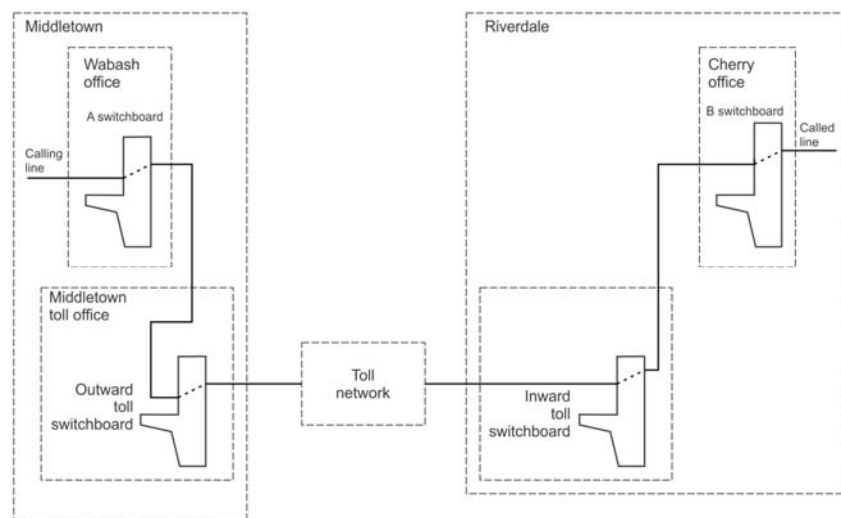 Middletown
Wabash
office
A switchboard
Calling
line
Middletown
toll office
Outward
toll
switchboard
Toll
network
Riverdale
Cherry
office
B switchboard
Called
line
Inward
toll
switchboard